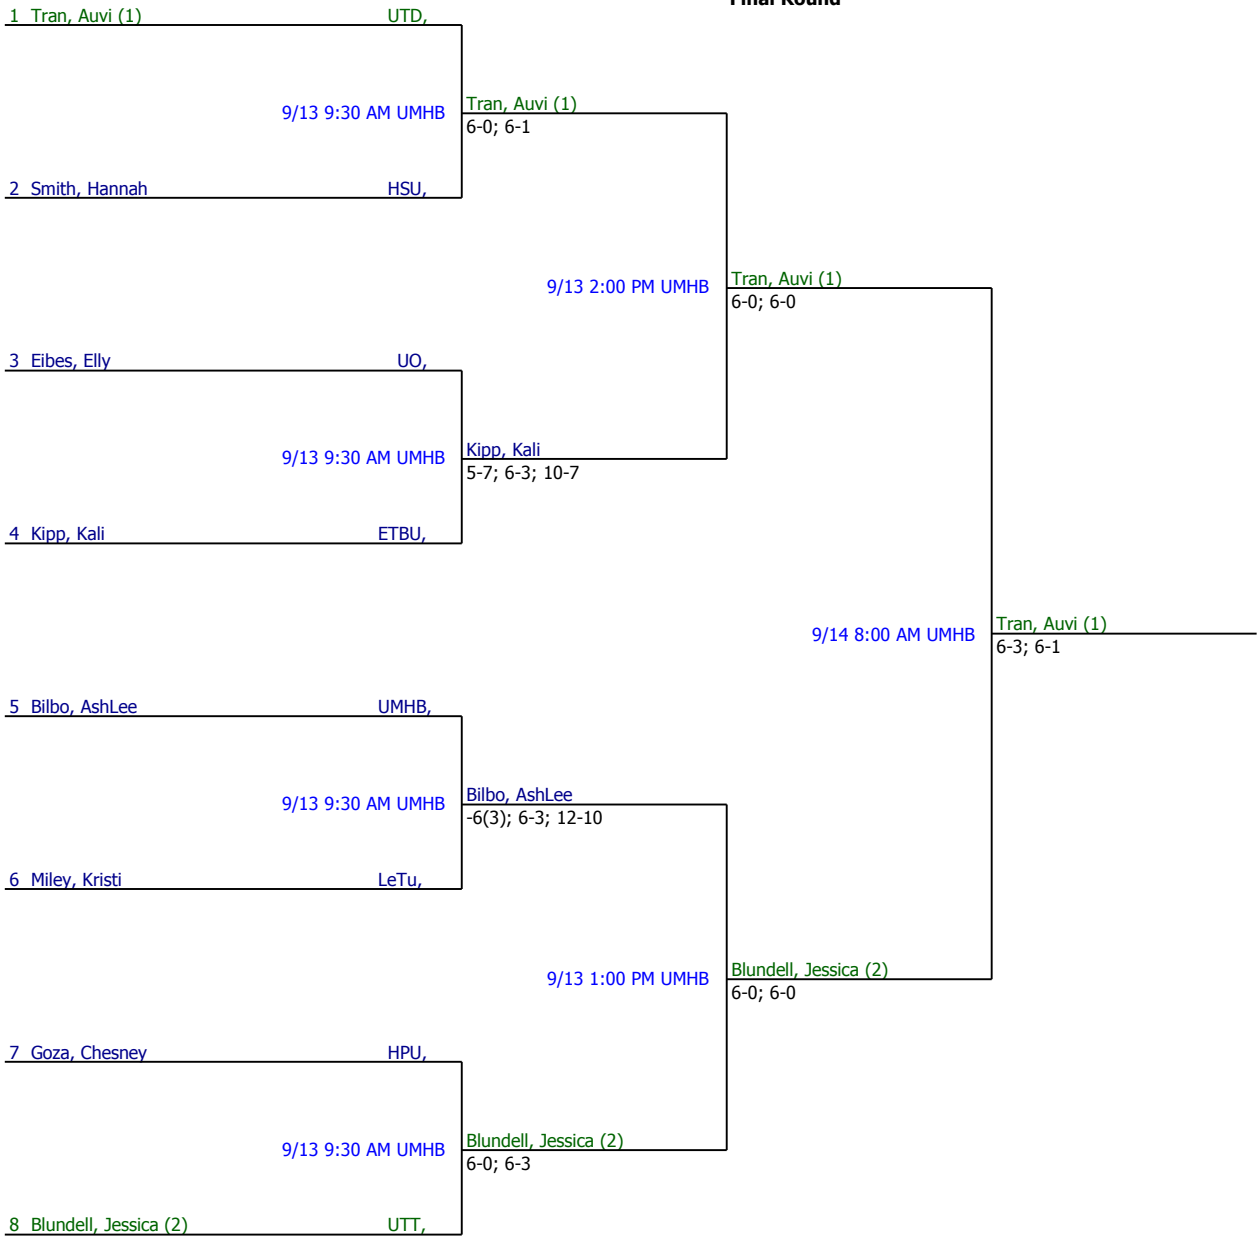 Final Round
1 Tran, Auvi (1) UTD,
9/13 9:30 AM UMHB
Tran, Auvi (1)
6-0; 6-1
2 Smith, Hannah HSU,
9/13 2:00 PM UMHB
Tran, Auvi (1)
6-0; 6-0
3 Eibes, Elly UO,
9/13 9:30 AM UMHB
Kipp, Kali
5-7; 6-3; 10-7
4 Kipp, Kali ETBU,
9/14 8:00 AM UMHB
Tran, Auvi (1)
6-3; 6-1
5 Bilbo, AshLee UMHB,
9/13 9:30 AM UMHB
Bilbo, AshLee
-6(3); 6-3; 12-10
6 Miley, Kristi LeTu,
9/13 1:00 PM UMHB
Blundell, Jessica (2)
6-0; 6-0
7 Goza, Chesney HPU,
9/13 9:30 AM UMHB
Blundell, Jessica (2)
6-0; 6-3
8 Blundell, Jessica (2) UTT,